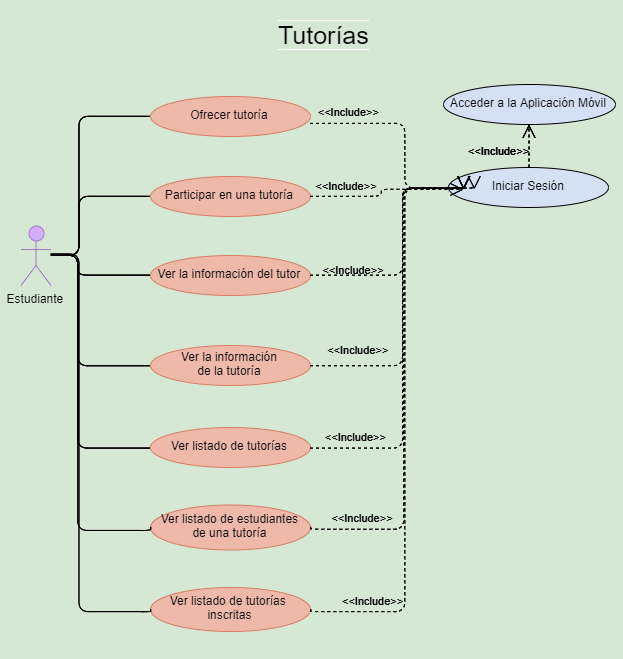 Tutorías
Ofrecer tutoría
<<Include>>
Acceder a la Aplicación Móvil
<<Include>>
Participar en una tutoría
<<Include>>
Iniciar Sesión
Ver la información del tutor
<<Include>>
Estudiante
Ver la información
de la tutoría
<<Include>>
Ver listado de tutorías
<<Include>>
Ver listado de estudiantes
de una tutoría
<<Include>>
Ver listado de tutorías
inscritas
<<Include>>